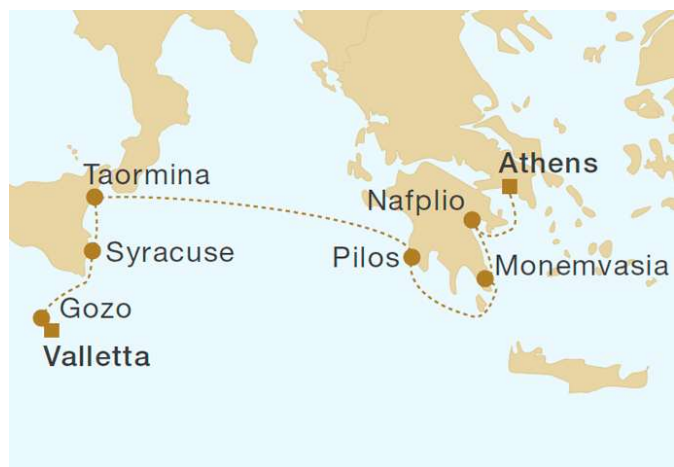 Athens
Taormina
Nafplio
Syracuse
Pilos
Monemvasia
Gozo
Valletta